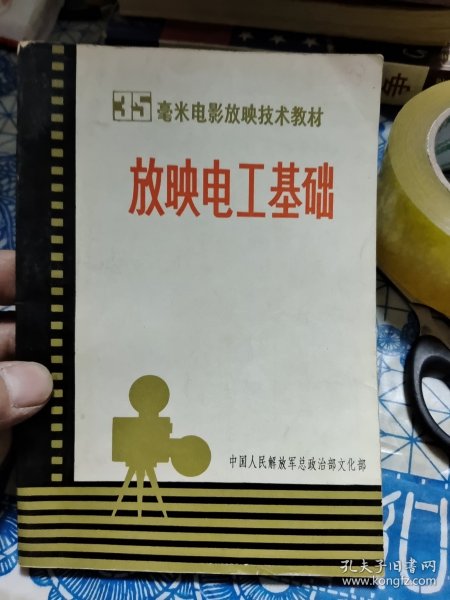 35毫米电影放映技术教材
放映电工基础
中国人民解放军总政治部文化部
孔夫子旧书网
www.kongfz.com